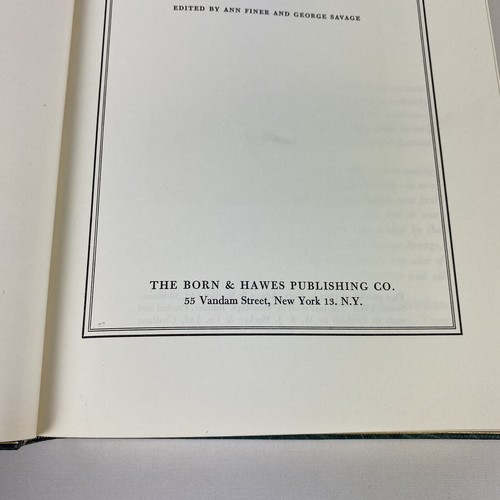 EDITED BY ANN FINER AND GEORGE SAVAGE
THE BORN & HAWES PUBLISHING CO.
55 Vandam Street, New York 13. N.Y.